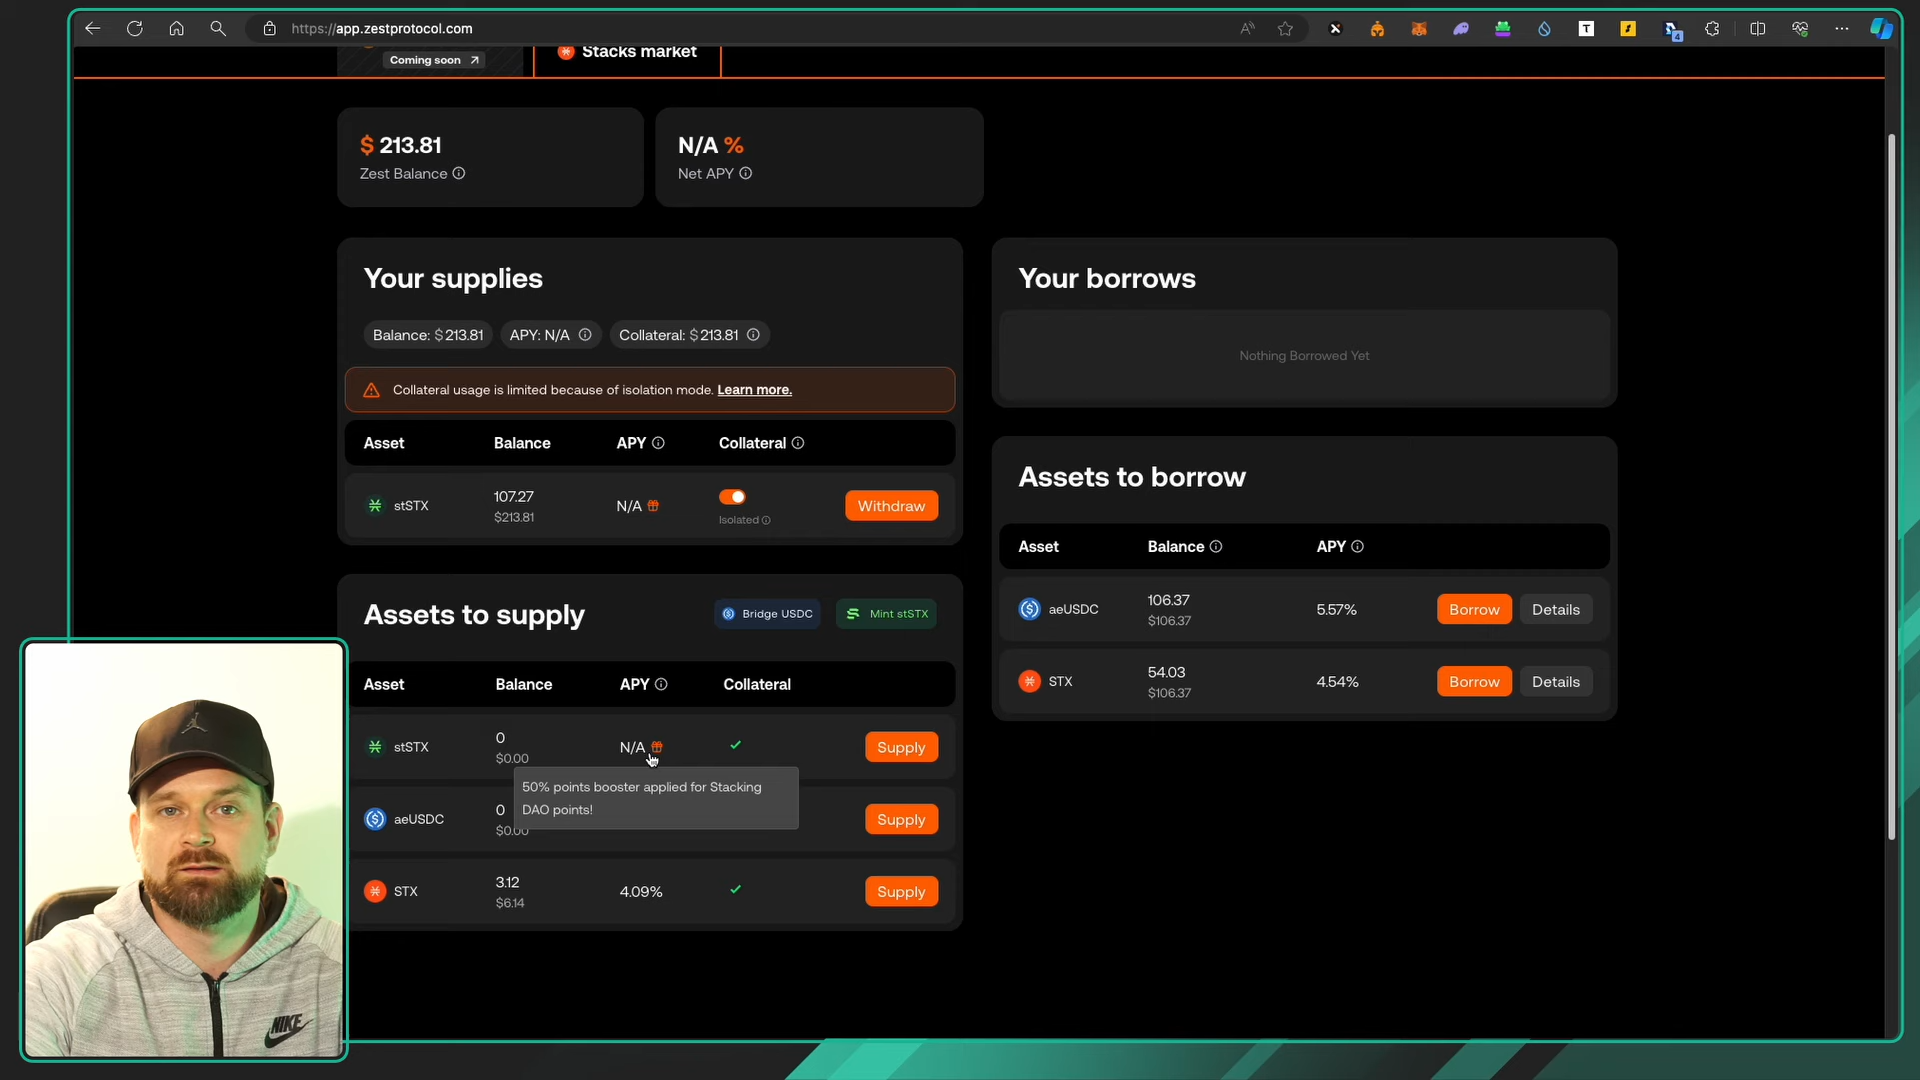 https://app.zestprotocol.com
4
Coming soon
Stacks market
$ 213.81
Zest Balance
N/A %
Net APY
Your supplies
Balance: $213.81
APY: N/A
Collateral: $213.81
Collateral usage is limited because of isolation mode. Learn more.
Asset Balance APY Collateral
stSTX
107.27
$213.81
N/A
Isolated
Withdraw
Assets to supply
Bridge USDC
Mint stSTX
Asset Balance APY Collateral
stSTX
0
$0.00
N/A
Supply
50% points booster applied for Stacking
DAO points!
aeUSDC
0
$0.00
Supply
STX
3.12
$6.14
4.09%
Supply
Your borrows
Nothing Borrowed Yet
Assets to borrow
Asset Balance APY
aeUSDC
106.37
$106.37
5.57%
Borrow
Details
STX
54.03
$106.37
4.54%
Borrow
Details
NIKE